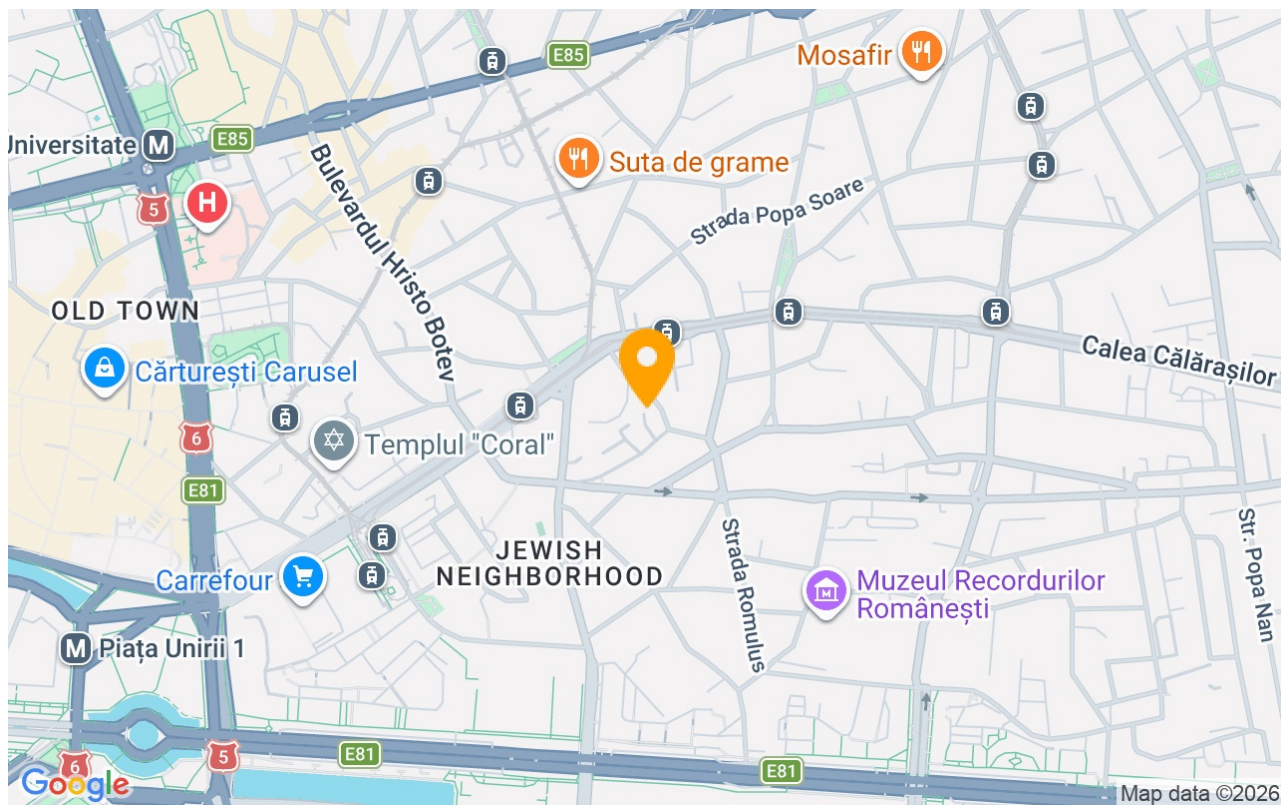 E85
Mosafir
Universitate
M
E85
Suta de grame
Bulevardul Hristo Botev
H
5
Strada Popa Soare
OLD TOWN
Cărturești Carusel
Calea Călărașilor
Templul "Coral"
6
E81
Strada Romulus
Str. Popa Nan
JEWISH
NEIGHBORHOOD
Carrefour
Muzeul Recordurilor
Românești
M
Piața Unirii 1
6
5
E81
E81
Google
Map data ©2026